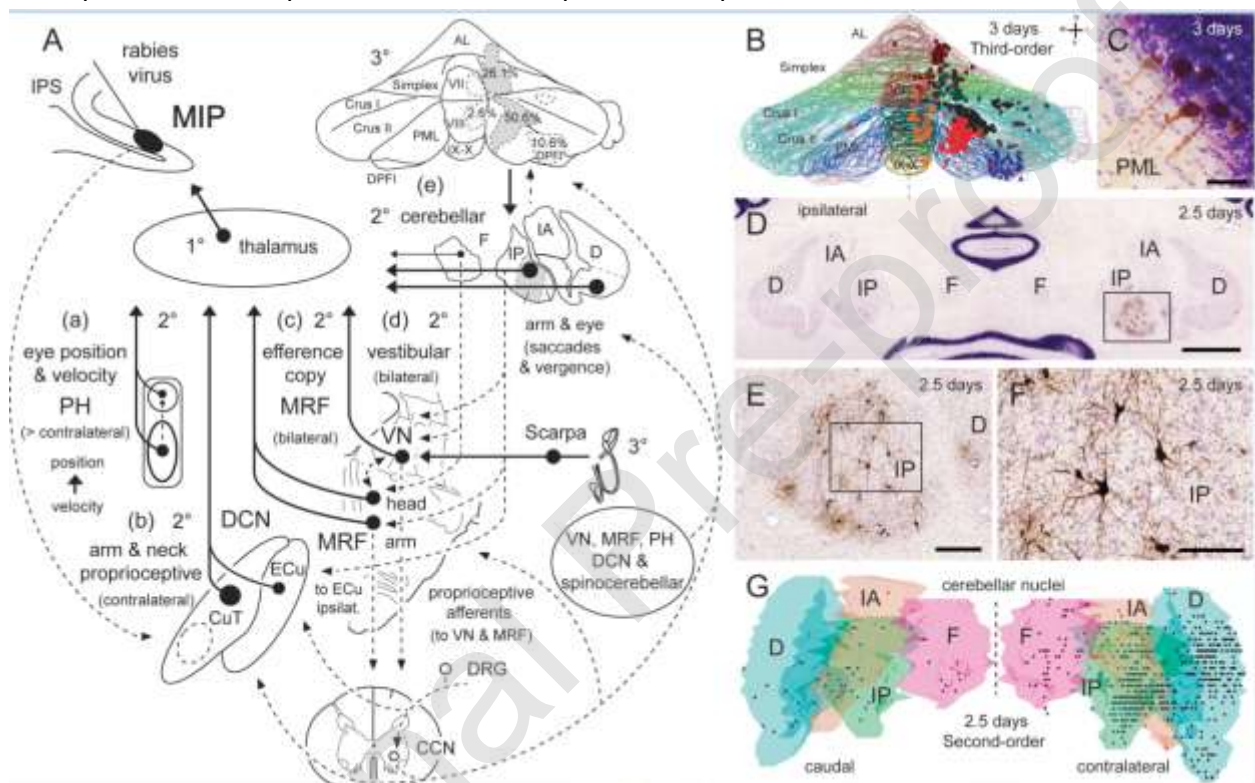 A
rabies
virus
IPS
MIP
1° thalamus
(a) 2°
eye position
& velocity
PH
(> contralateral)
position
velocity
(b) 2°
DCN
arm & neck
proprioceptive
(contralateral)
CuT
ECu
(c) 2°
efference
copy
MRF
(bilateral)
(d) 2°
vestibular
(bilateral)
VN
head
MRF
arm
to ECu
ipsilat.
proprioceptive
afferents
(to VN & MRF)
DRG
CCN
3°
AL
Simplex
VII
Crus I
Crus II
VIII
PML
IX-X
DPFl
26.1%
2.6%
50.6%
10.6%
DPFl
(e)
2° cerebellar
F
IP
IA
D
arm & eye
(saccades
& vergence)
Scarpa
3°
VN, MRF, PH
DCN &
spinocerebellar
B
3 days
Third-order
AL
Simplex
Crus I
Crus II
IX-X
C
3 days
PML
D
ipsilateral
2.5 days
IA
D
IP
F
F
IP
IA
D
E
2.5 days
D
IP
F
2.5 days
IP
G
cerebellar nuclei
IA
D
F
IP
F
IA
D
IP
2.5 days
Second-order
caudal
contralateral